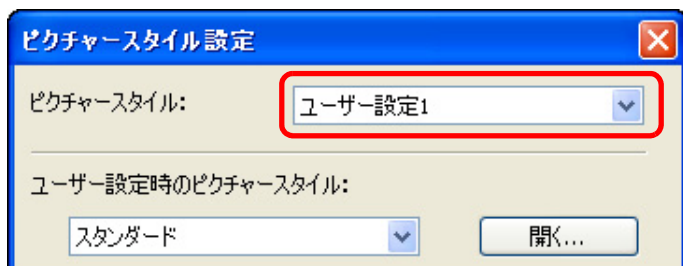 ピクチャースタイル設定
ピクチャースタイル: ユーザー設定1
ユーザー設定時のピクチャースタイル:
スタンダード 開く...